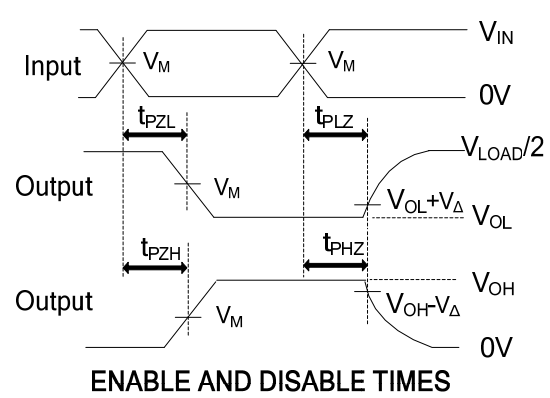 V_IN
Input
V_M
V_M
0V
t_PZL
t_PLZ
V_LOAD/2
Output
V_M
V_OL+V_Δ
V_OL
t_PZH
t_PHZ
V_OH
Output
V_M
V_OH-V_Δ
0V
ENABLE AND DISABLE TIMES